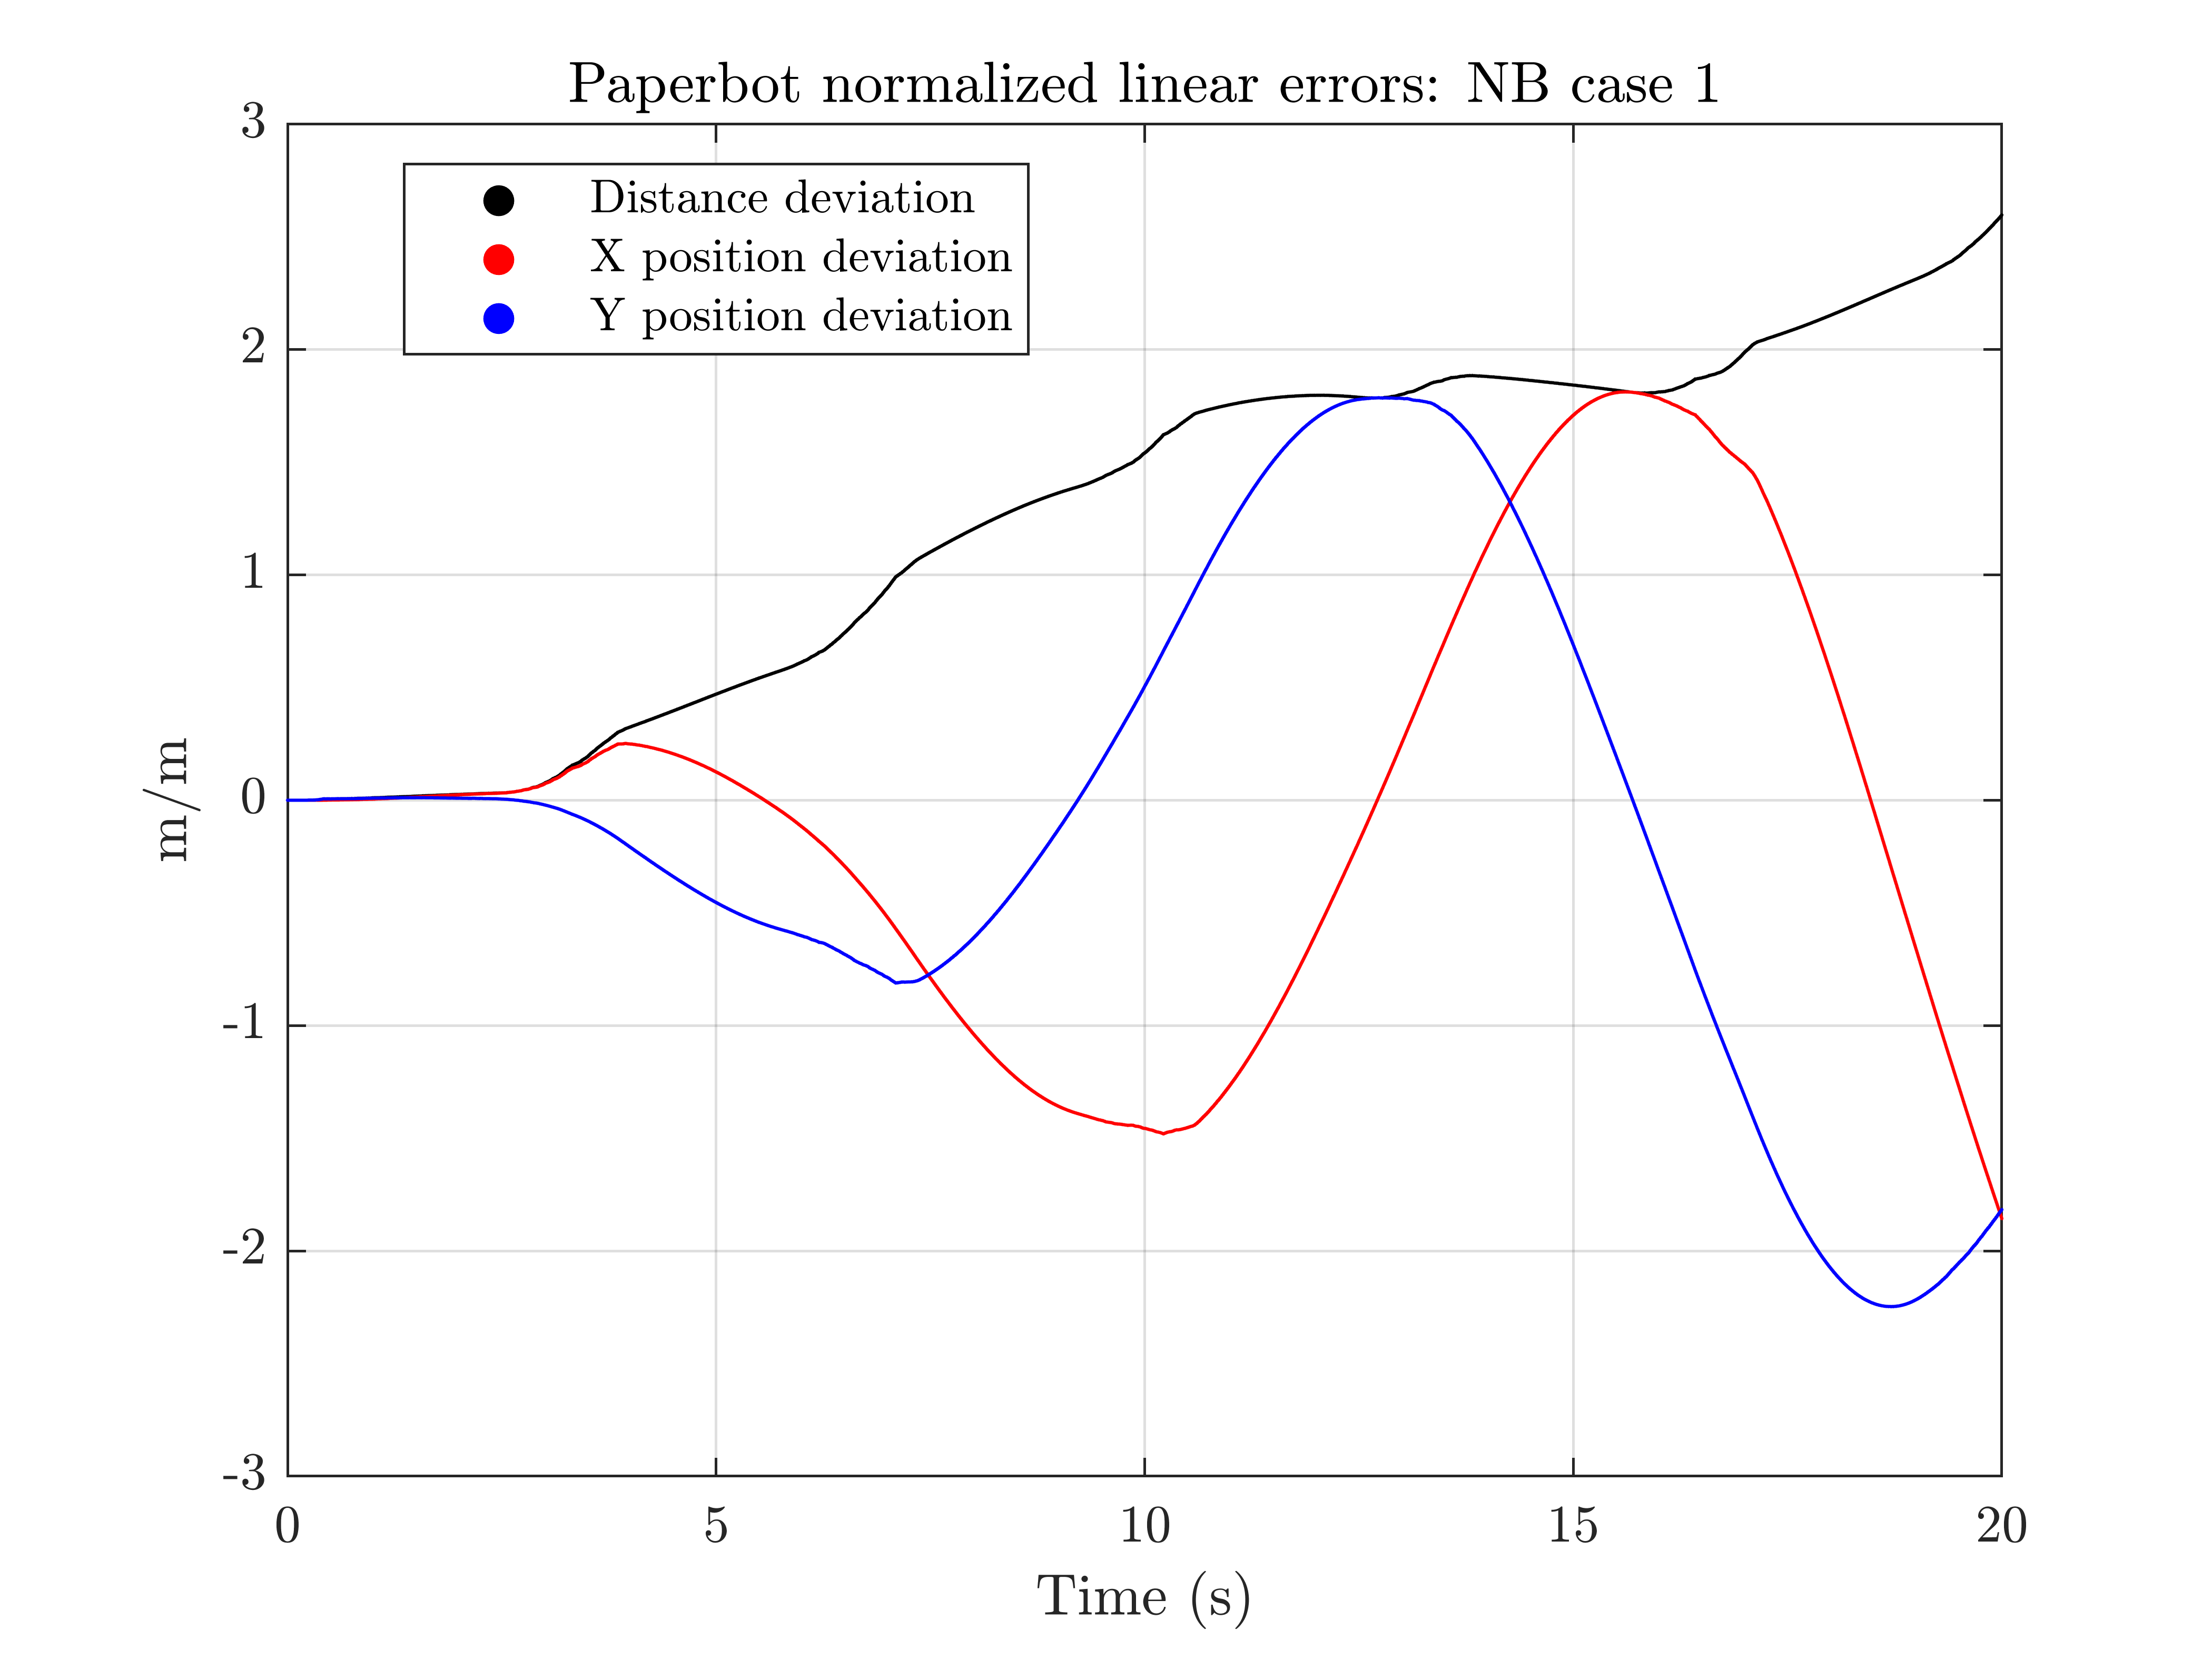 Paperbot normalized linear errors: NB case 1
3
Distance deviation
X position deviation
Y position deviation
2
1
m/m
0
-1
-2
-3
0 5 10 15 20
Time (s)